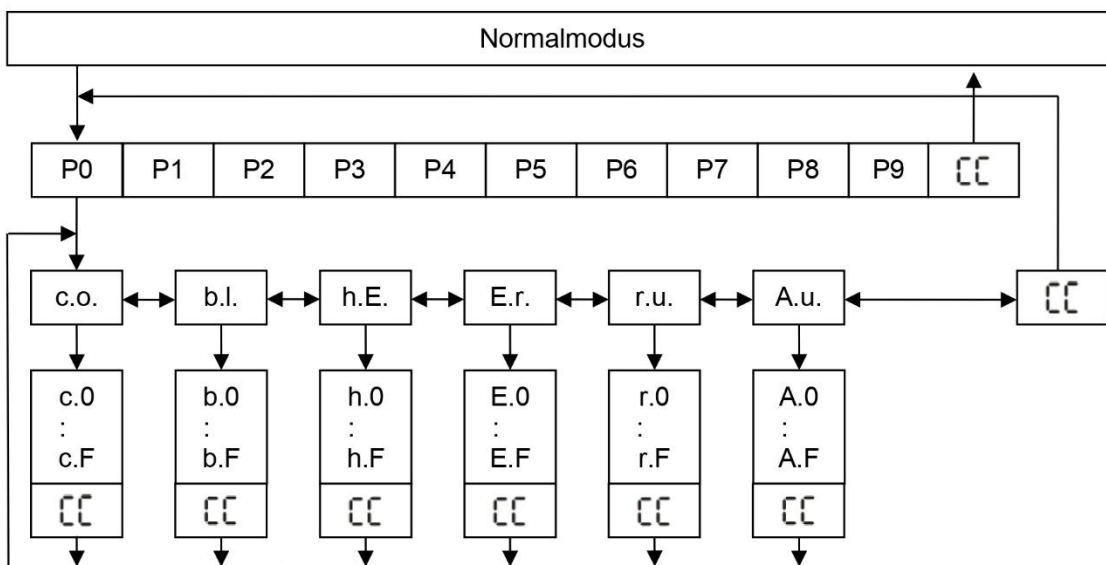 Normalmodus
P0 P1 P2 P3 P4 P5 P6 P7 P8 P9 CC
c.o. b.l. h.E. E.r. r.u. A.u. CC
c.0 b.0 h.0 E.0 r.0 A.0
: : : : : :
c.F b.F h.F E.F r.F A.F
CC CC CC CC CC CC